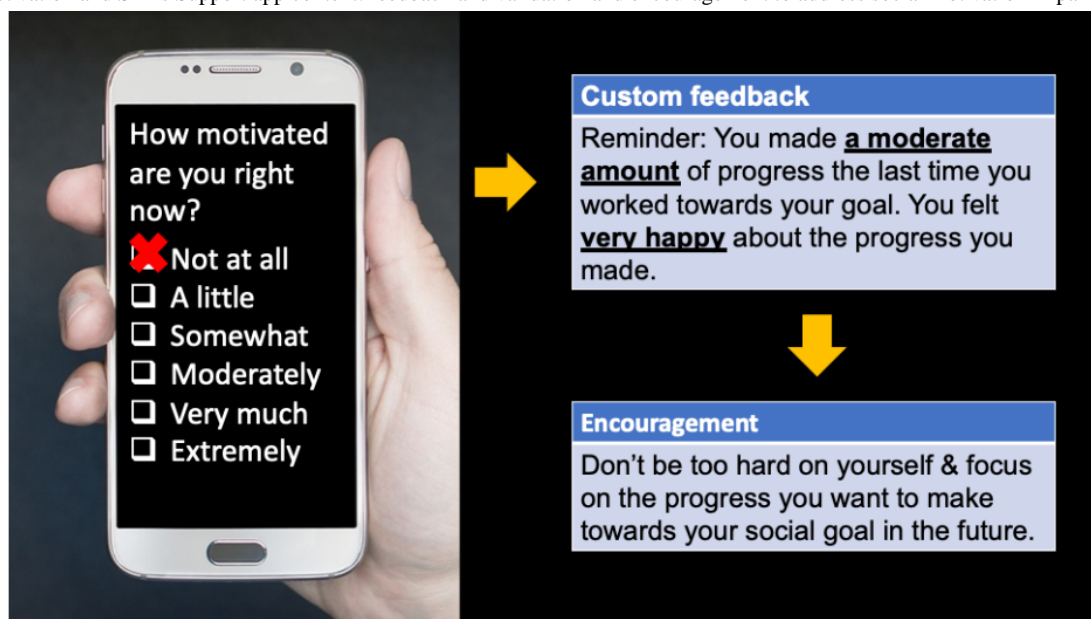 How motivated
are you right
now?
Not at all
A little
Somewhat
Moderately
Very much
Extremely
Custom feedback
Reminder: You made a moderate
amount of progress the last time you
worked towards your goal. You felt
very happy about the progress you
made.
Encouragement
Don't be too hard on yourself & focus
on the progress you want to make
towards your social goal in the future.